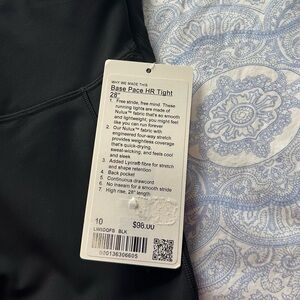 WHY WE MADE THIS
Base Pace HR Tight
28"
1. Free stride, free mind. These
running tights are made of
Nulux™ fabric that's so smooth
and lightweight, you might feel
like you can run forever
2. Our Nulux™ fabric with
engineered four-way stretch
provides weightless coverage
that's quick-drying,
sweat-wicking, and feels cool
and sleek
3. Added Lycra® fibre for stretch
and shape retention
4. Back pocket
5. Continuous drawcord
6. No inseam for a smooth stride
7. High rise, 28" length
10
$98.00
LW5DQFS BLK
000136306605